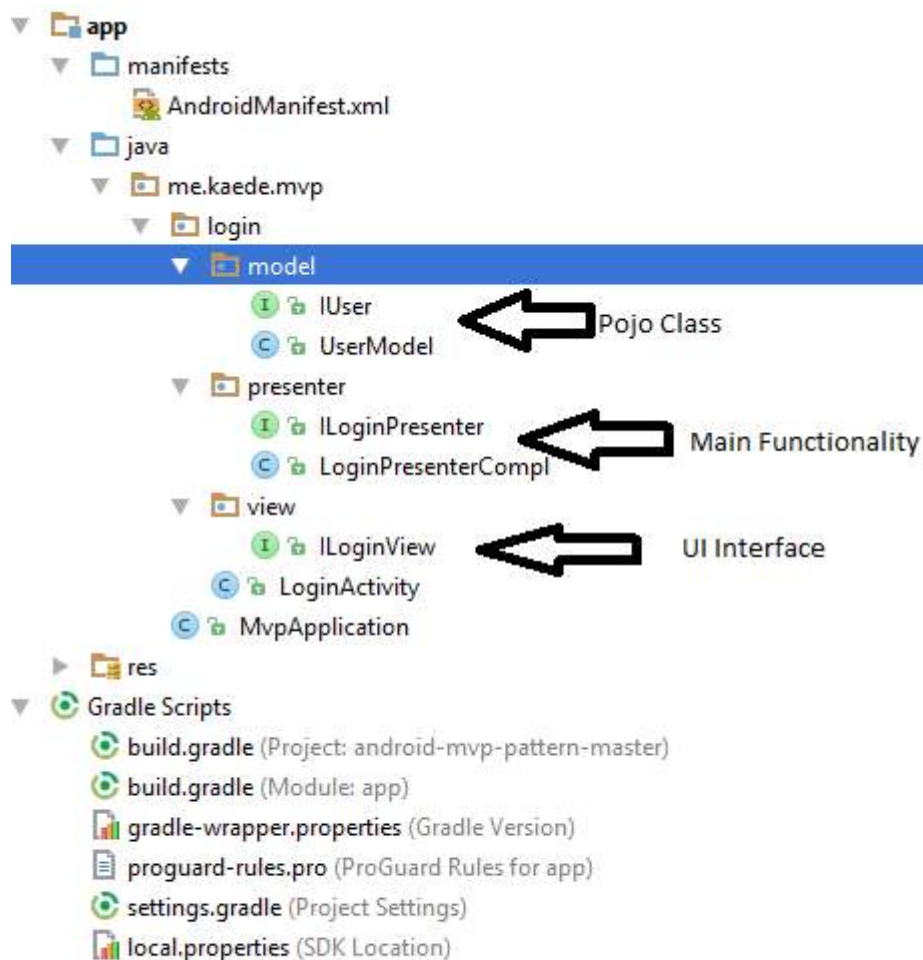 app
manifests
AndroidManifest.xml
java
me.kaede.mvp
login
model
IUser
UserModel
Pojo Class
presenter
ILoginPresenter
LoginPresenterCompl
Main Functionality
view
ILoginView
UI Interface
LoginActivity
MvpApplication
res
Gradle Scripts
build.gradle (Project: android-mvp-pattern-master)
build.gradle (Module: app)
gradle-wrapper.properties (Gradle Version)
proguard-rules.pro (ProGuard Rules for app)
settings.gradle (Project Settings)
local.properties (SDK Location)